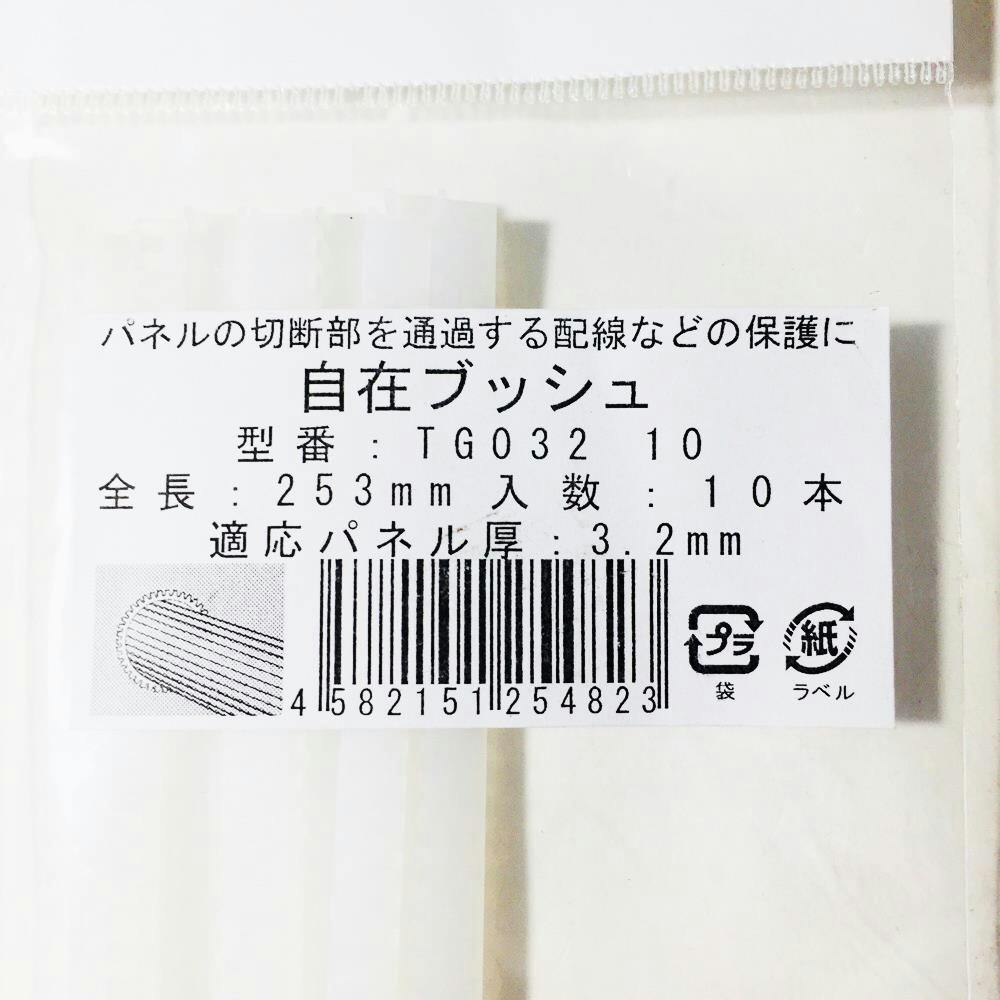 パネルの切断部を通過する配線などの保護に
自在ブッシュ
型番：TG032 10
全長：253mm 入数：10本
適応パネル厚：3.2mm
4 582151 254823
プラ 紙
袋 ラベル